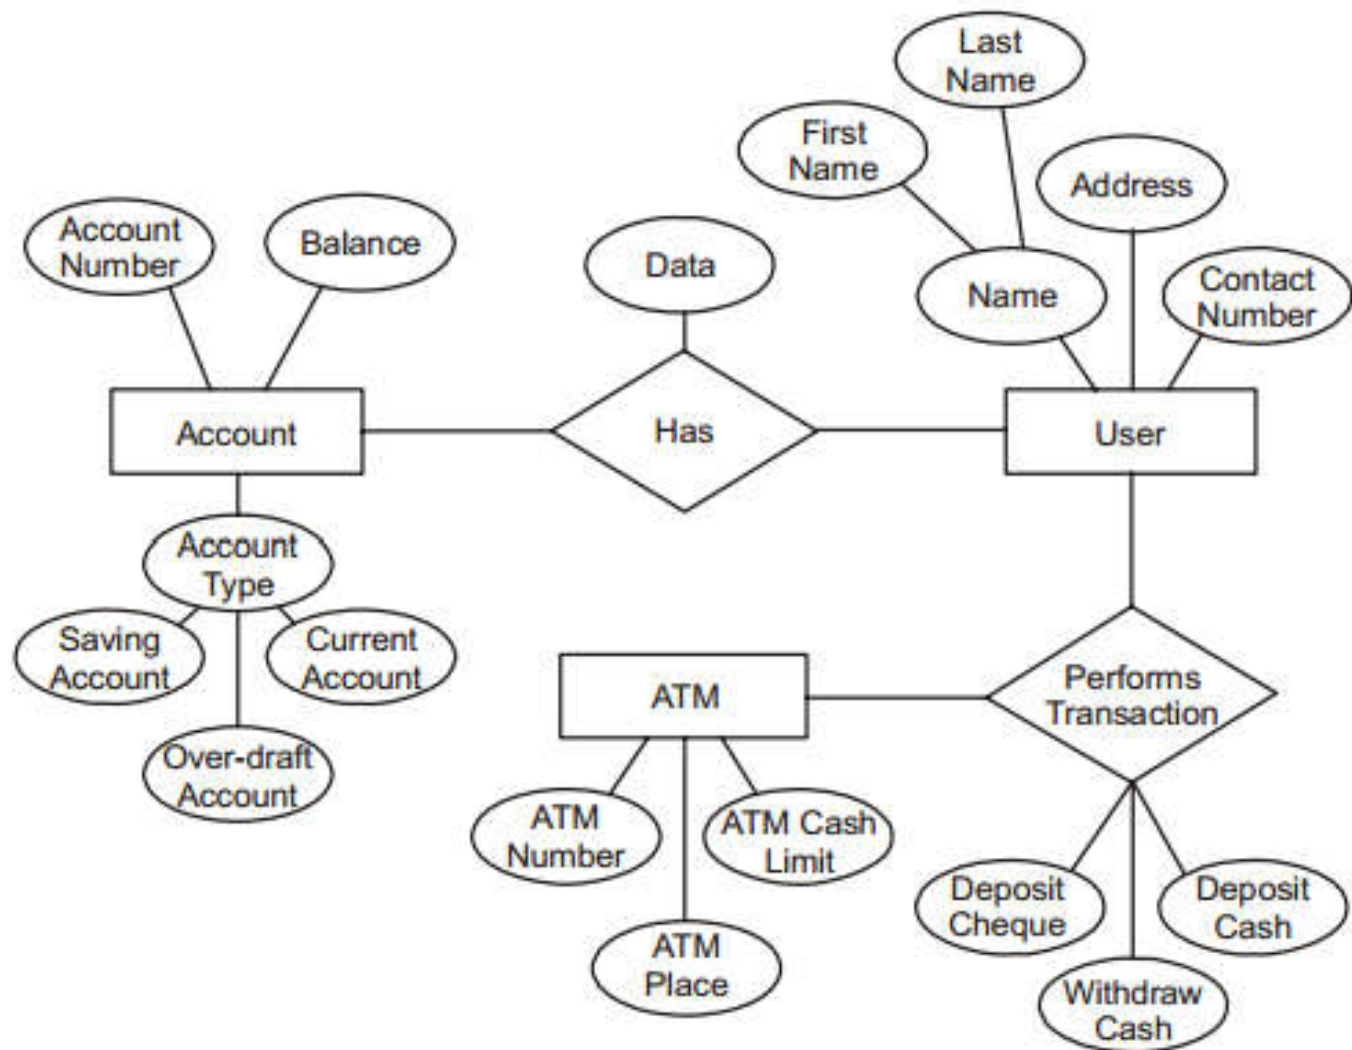 Last
Name
First
Name
Address
Account
Number
Balance
Data
Name
Contact
Number
Account
Has
User
Account
Type
Saving
Account
Current
Account
Over-draft
Account
ATM
Performs
Transaction
ATM
Number
ATM Cash
Limit
ATM
Place
Deposit
Cheque
Deposit
Cash
Withdraw
Cash